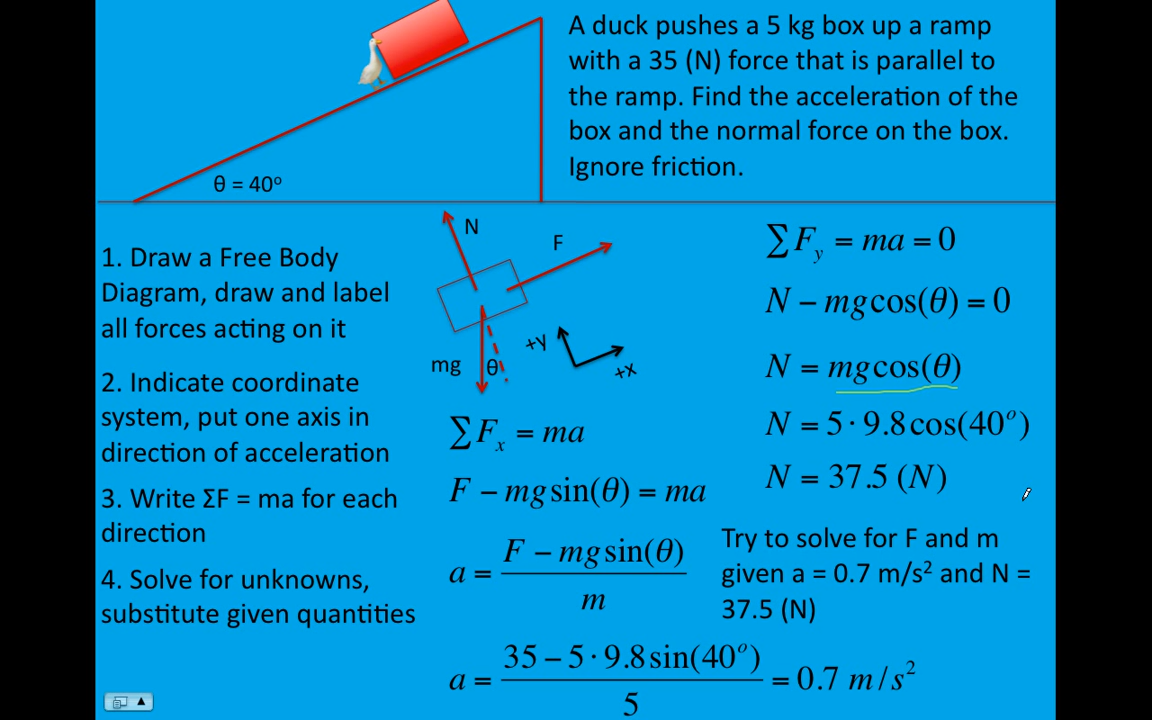 A duck pushes a 5 kg box up a ramp
with a 35 (N) force that is parallel to
the ramp. Find the acceleration of the
box and the normal force on the box.
Ignore friction.
θ = 40°
1. Draw a Free Body
Diagram, draw and label
all forces acting on it
2. Indicate coordinate
system, put one axis in
direction of acceleration
3. Write ΣF = ma for each
direction
4. Solve for unknowns,
substitute given quantities
N
F
mg
θ
+y
+x
∑F_x = ma
F − mg sin(θ) = ma
a = (F − mg sin(θ)) / m
a = (35 − 5 · 9.8 sin(40°)) / 5 = 0.7 m/s²
∑F_y = ma = 0
N − mg cos(θ) = 0
N = mg cos(θ)
N = 5 · 9.8 cos(40°)
N = 37.5 (N)
Try to solve for F and m
given a = 0.7 m/s² and N =
37.5 (N)